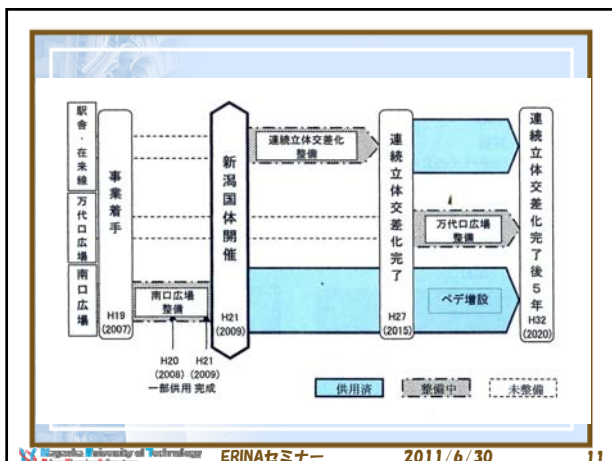 駅舎・在来線
万代口広場
南口広場
事業着手
H19
(2007)
南口広場
整備
H20
(2008)
一部供用
H21
(2009)
完成
新潟国体開催
H21
(2009)
連続立体交差化
整備
連続立体交差化完了
H27
(2015)
万代口広場
整備
ペデ増設
連続立体交差化完了後5年
H32
(2020)
供用済
整備中
未整備
Nagaoka University of Technology
ERINAセミナー
2011/6/30
11